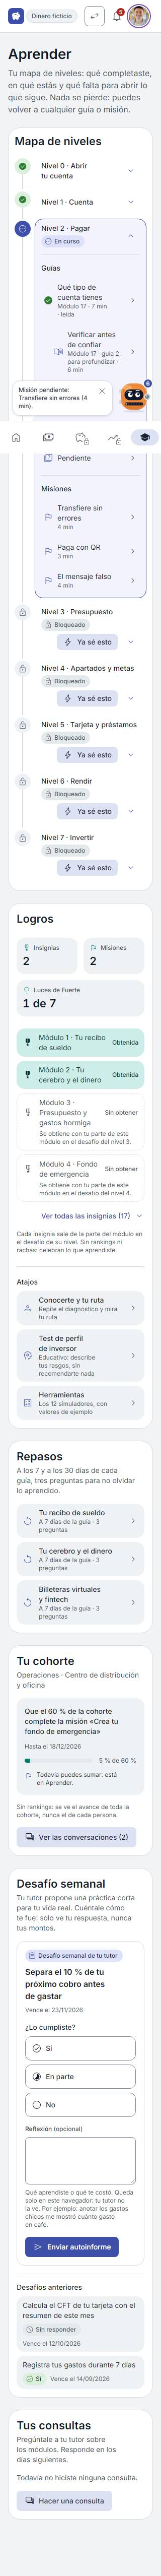 Dinero ficticio
5
Aprender
Tu mapa de niveles: qué completaste,
en qué estás y qué falta para abrir lo
que sigue. Nada se pierde: puedes
volver a cualquier guía o misión.
Mapa de niveles
Nivel 0 · Abrir
tu cuenta
Nivel 1 · Cuenta
Nivel 2 · Pagar
En curso
Guías
Qué tipo de
cuenta tienes
Módulo 17 · 7 min
· leída
Verificar antes
de confiar
Módulo 17 · guía 2,
para profundizar ·
6 min
Misión pendiente:
Transfiere sin errores (4
min).
6
Pendiente
Misiones
Transfiere sin
errores
4 min
Paga con QR
3 min
El mensaje falso
4 min
Nivel 3 · Presupuesto
Bloqueado
Ya sé esto
Nivel 4 · Apartados y metas
Bloqueado
Ya sé esto
Nivel 5 · Tarjeta y préstamos
Bloqueado
Ya sé esto
Nivel 6 · Rendir
Bloqueado
Ya sé esto
Nivel 7 · Invertir
Bloqueado
Ya sé esto
Logros
Insignias
2
Misiones
2
Luces de Fuerte
1 de 7
Módulo 1 · Tu recibo
de sueldo
Obtenida
Módulo 2 · Tu
cerebro y el dinero
Obtenida
Módulo 3 ·
Presupuesto y
gastos hormiga
Sin obtener
Se obtiene con tu parte de este
módulo en el desafío del nivel 3.
Módulo 4 · Fondo
de emergencia
Sin obtener
Se obtiene con tu parte de este
módulo en el desafío del nivel 4.
Ver todas las insignias (17)
Cada insignia sale de la parte del módulo en
el desafío de su nivel. Sin rankings ni
rachas: celebran lo que aprendiste.
Atajos
Conocerte y tu ruta
Repite el diagnóstico y mira
tu ruta
Test de perfil
de inversor
Educativo: describe
tus rasgos, sin
recomendarte nada
Herramientas
Los 12 simuladores, con
valores de ejemplo
Repasos
A los 7 y a los 30 días de cada
guía, tres preguntas para no olvidar
lo aprendido.
Tu recibo de sueldo
A 7 días de la guía · 3
preguntas
Tu cerebro y el dinero
A 7 días de la guía · 3
preguntas
Billeteras virtuales
y fintech
A 7 días de la guía · 3
preguntas
Tu cohorte
Operaciones · Centro de distribución
y oficina
Que el 60 % de la cohorte
complete la misión «Crea tu
fondo de emergencia»
Hasta el 18/12/2026
5 % de 60 %
Todavía puedes sumar: está
en Aprender.
Sin rankings: se ve el avance de toda la
cohorte, nunca el de cada persona.
Ver las conversaciones (2)
Desafío semanal
Tu tutor propone una práctica corta
para tu vida real. Cuéntale cómo
te fue: solo ve tu respuesta, nunca
tus montos.
Desafío semanal de tu tutor
Separa el 10 % de tu
próximo cobro antes
de gastar
Vence el 23/11/2026
¿Lo cumpliste?
Sí
En parte
No
Reflexión (opcional)
Qué aprendiste o qué te costó. Queda
solo en este navegador: tu tutor no
la ve. Por ejemplo: anotar los gastos
chicos me mostró cuánto gasto
en café.
Enviar autoinforme
Desafíos anteriores
Calcula el CFT de tu tarjeta con el
resumen de este mes
Sin responder
Vence el 12/10/2026
Registra tus gastos durante 7 días
Sí
Vence el 14/09/2026
Tus consultas
Pregúntale a tu tutor sobre
los módulos. Responde en los
días siguientes.
Todavía no hiciste ninguna consulta.
Hacer una consulta